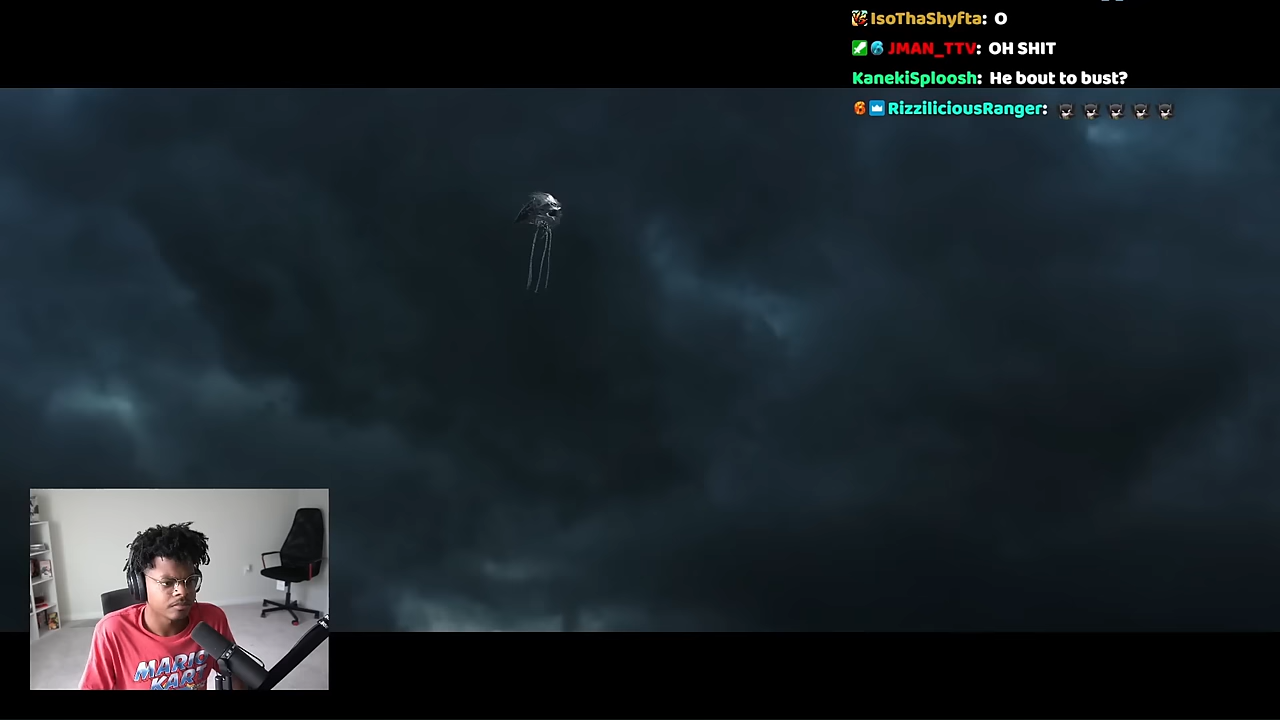 IsoThaShyfta: O
JMAN_TTV: OH SHIT
KanekiSploosh: He bout to bust?
RizziliciousRanger:
MARIO
KART